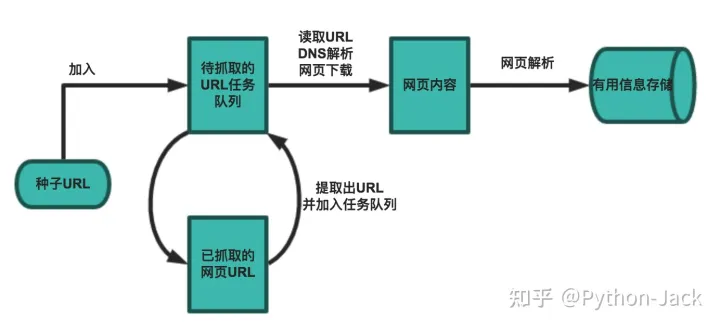 加入
待抓取的
URL任务
队列
读取URL
DNS解析
网页下载
网页内容
网页解析
有用信息存储
种子URL
提取出URL
并加入任务队列
已抓取的
网页URL
知乎 @Python-Jack